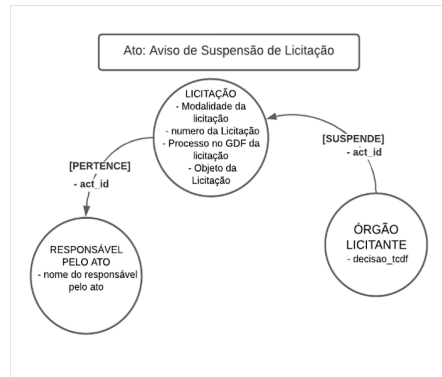 Ato: Aviso de Suspensão de Licitação
LICITAÇÃO
- Modalidade da
licitação
- numero da Licitação
- Processo no GDF da
licitação
- Objeto da
Licitação
[SUSPENDE]
- act_id
[PERTENCE]
- act_id
ÓRGÃO
LICITANTE
- decisao_tcdf
RESPONSÁVEL
PELO ATO
- nome do responsável
pelo ato